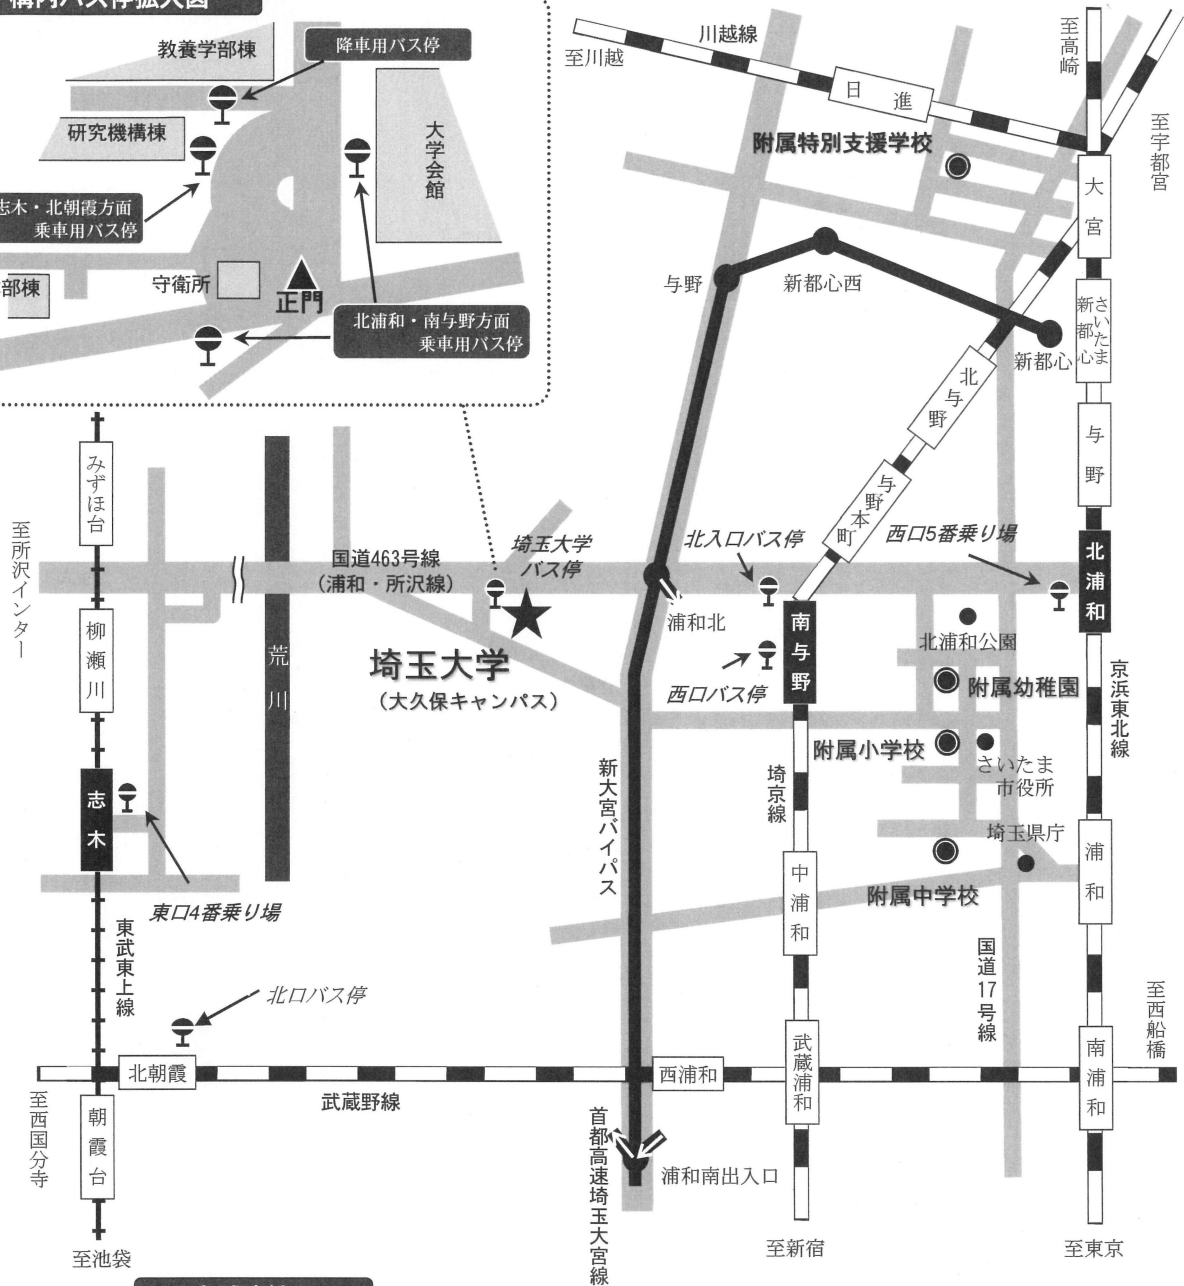 構内バス停拡大図
教養学部棟
降車用バス停
研究機構棟
大学会館
志木・北朝霞方面
乗車用バス停
部棟
守衛所
正門
北浦和・南与野方面
乗車用バス停
川越線
至川越
日進
至高崎
至宇都宮
附属特別支援学校
大宮
与野
新都心西
新都心
さいたま
新都心
北与野
与野
与野本町
みずほ台
至所沢インター
国道463号線
(浦和・所沢線)
埼玉大学
バス停
北入口バス停
西口5番乗り場
北浦和
浦和北
南与野
北浦和公園
柳瀬川
荒川
埼玉大学
(大久保キャンパス)
西口バス停
附属幼稚園
京浜東北線
附属小学校
さいたま
市役所
志木
新大宮バイパス
埼京線
埼玉県庁
浦和
中浦和
附属中学校
東口4番乗り場
東武東上線
国道17号線
北口バス停
至西船橋
北朝霞
西浦和
武蔵浦和
南浦和
武蔵野線
至西国分寺
朝霞台
首都高速埼玉大宮線
浦和南出入口
至池袋
至新宿
至東京